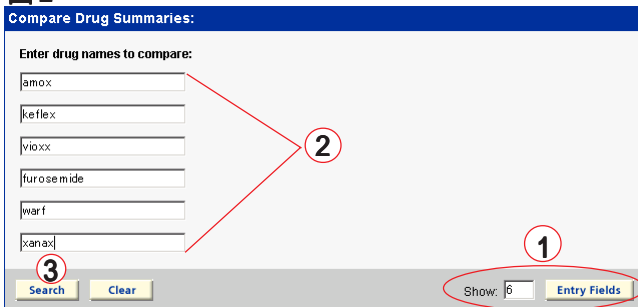 Compare Drug Summaries:
Enter drug names to compare:
amox
keflex
vioxx
furosemide
warf
xanax
2
1
3
Search Clear Show: 6 Entry Fields